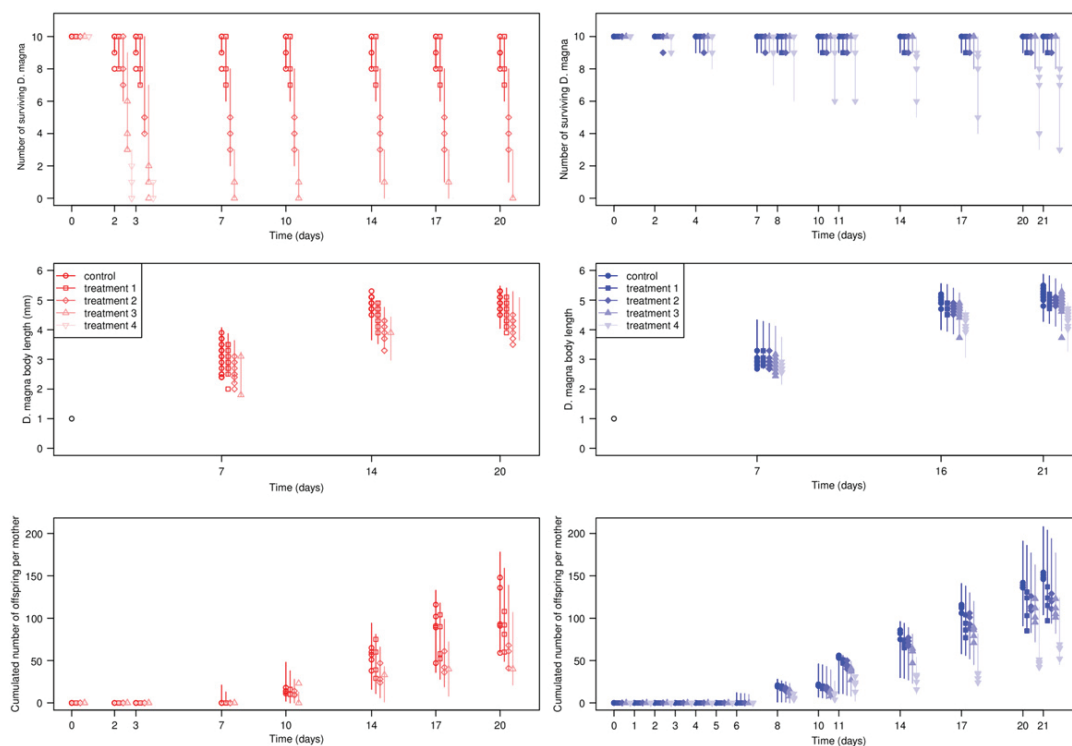 Number of surviving D. magna
10
8
6
4
2
0
0 2 3 7 10 14 17 20
Time (days)
Number of surviving D. magna
10
8
6
4
2
0
0 2 4 7 8 10 11 14 17 20 21
Time (days)
D. magna body length (mm)
6
5
4
3
2
1
0
control
treatment 1
treatment 2
treatment 3
treatment 4
7 14 20
Time (days)
D. magna body length
6
5
4
3
2
1
0
control
treatment 1
treatment 2
treatment 3
treatment 4
7 16 21
Time (days)
Cumulated number of offspring per mother
200
150
100
50
0
0 2 3 7 10 14 17 20
Time (days)
Cumulated number of offspring per mother
200
150
100
50
0
0 1 2 3 4 5 6 8 10 11 14 17 20 21
Time (days)